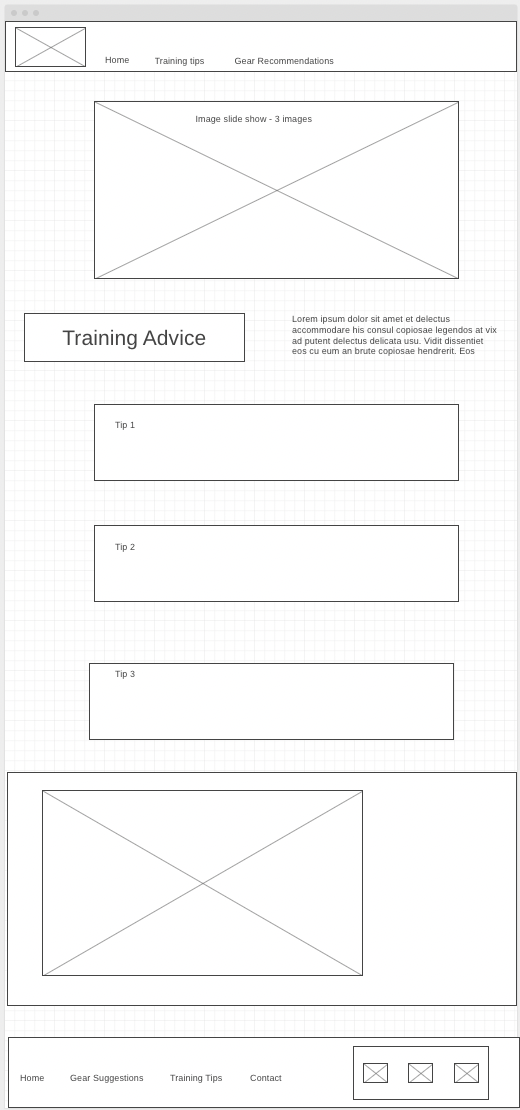 Home
Training tips
Gear Recommendations
Image slide show - 3 images
Training Advice
Lorem ipsum dolor sit amet et delectus
accommodare his consul copiosae legendos at vix
ad putent delectus delicata usu. Vidit dissentiet
eos cu eum an brute copiosae hendrerit. Eos
Tip 1
Tip 2
Tip 3
Home
Gear Suggestions
Training Tips
Contact